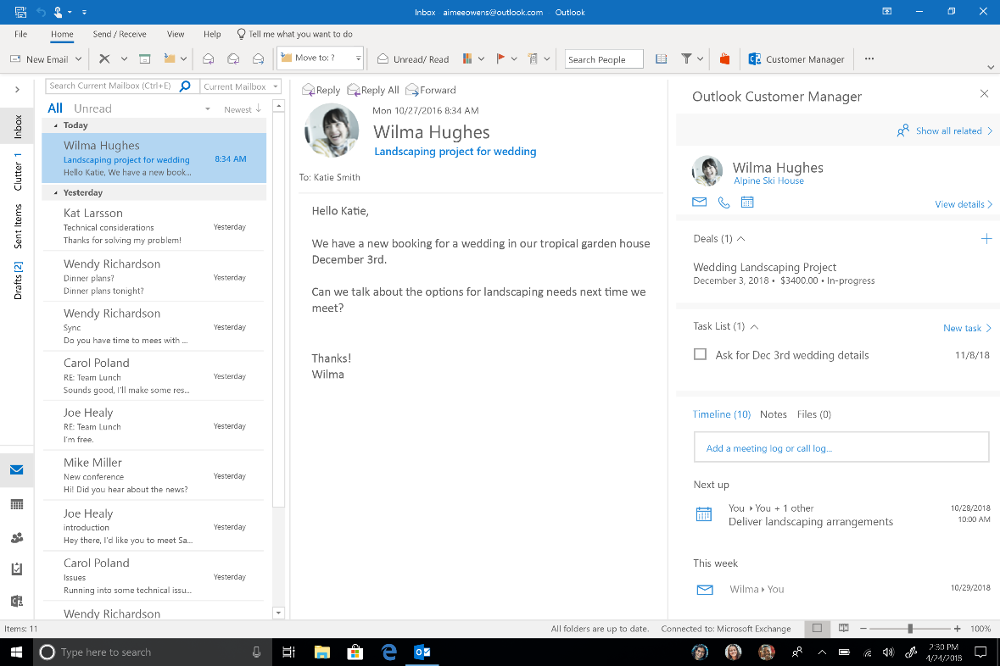 Inbox aimeeowens@outlook.com — Outlook
File Home Send / Receive View Help Tell me what you want to do
New Email Move to: ? Unread/ Read Search People Customer Manager ...
Search Current Mailbox (Ctrl+E) Current Mailbox
All Unread Newest ↓
Inbox
Clutter 1
Sent Items
Drafts [2]
Today
Wilma Hughes
Landscaping project for wedding 8:34 AM
Hello Katie, We have a new book...
Yesterday
Kat Larsson
Technical considerations Yesterday
Thanks for solving my problem!
Wendy Richardson
Dinner plans? Yesterday
Dinner plans tonight?
Wendy Richardson
Sync Yesterday
Do you have time to mees with ...
Carol Poland
RE: Team Lunch Yesterday
Sounds good, I'll make some res...
Joe Healy
RE: Team Lunch Yesterday
I'm free.
Mike Miller
New conference Yesterday
Hi! Did you hear about the news?
Joe Healy
introduction Yesterday
Hey there, I'd like you to meet Sa...
Carol Poland
Issues Yesterday
Running into some technical issu...
Wendy Richardson
Reply Reply All Forward
Mon 10/27/2016 8:34 AM
Wilma Hughes
Landscaping project for wedding
To: Katie Smith
Hello Katie,
We have a new booking for a wedding in our tropical garden house
December 3rd.
Can we talk about the options for landscaping needs next time we
meet?
Thanks!
Wilma
Outlook Customer Manager
Show all related
Wilma Hughes
Alpine Ski House
View details
Deals (1)
Wedding Landscaping Project
December 3, 2018 • $3400.00 • In-progress
Task List (1) New task
Ask for Dec 3rd wedding details 11/8/18
Timeline (10) Notes Files (0)
Add a meeting log or call log...
Next up
You ▸ You + 1 other 10/28/2018
Deliver landscaping arrangements 10:00 AM
This week
Wilma ▸ You 10/29/2018
Items: 11 All folders are up to date. Connected to: Microsoft Exchange 100%
Type here to search 2:30 PM
4/24/2018